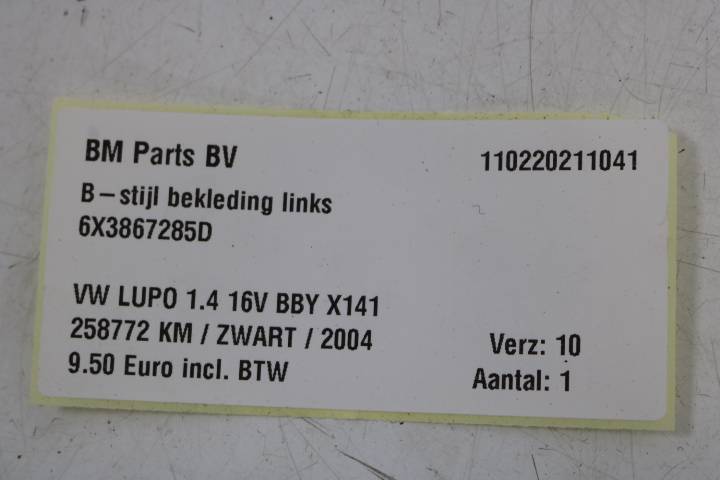 BM Parts BV 110220211041
B-stijl bekleding links
6X3867285D
VW LUPO 1.4 16V BBY X141
258772 KM / ZWART / 2004 Verz: 10
9.50 Euro incl. BTW Aantal: 1